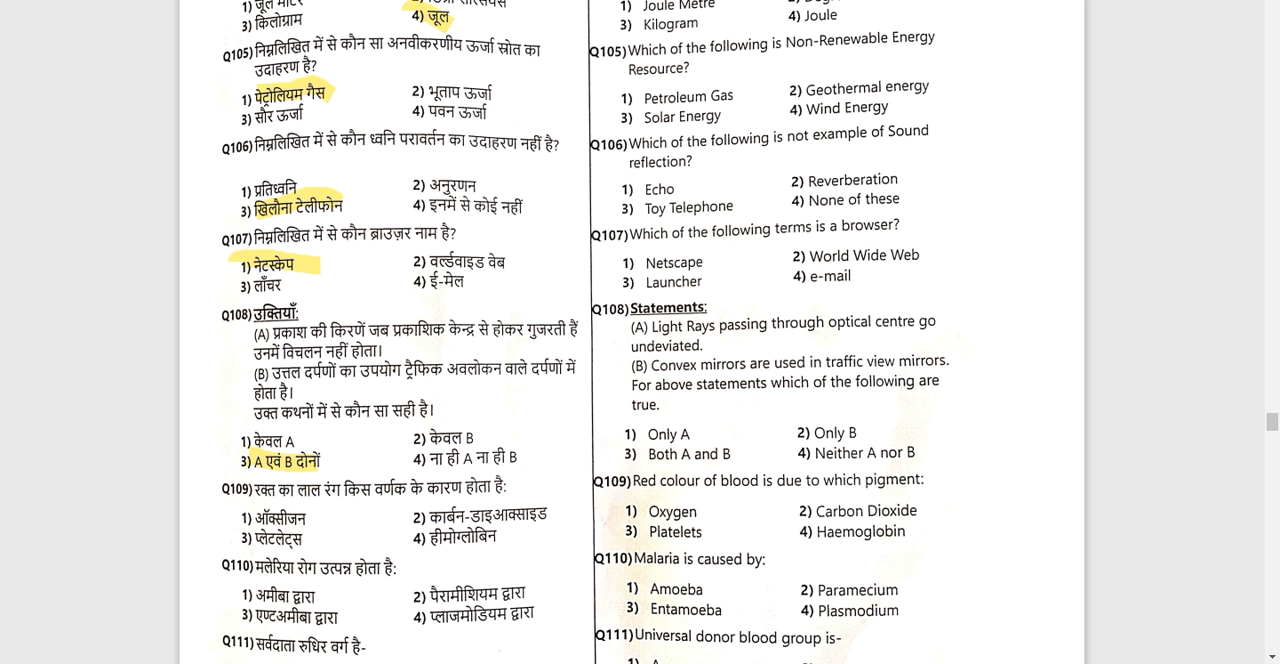 3) किलोग्राम 4) जूल
Q105) निम्नलिखित में से कौन सा अनवीकरणीय ऊर्जा स्रोत का
उदाहरण है?
1) पेट्रोलियम गैस 2) भूताप ऊर्जा
3) सौर ऊर्जा 4) पवन ऊर्जा
Q106) निम्नलिखित में से कौन ध्वनि परावर्तन का उदाहरण नहीं है?
1) प्रतिध्वनि 2) अनुरणन
3) खिलौना टेलीफोन 4) इनमें से कोई नहीं
Q107) निम्नलिखित में से कौन ब्राउज़र नाम है?
1) नेटस्केप 2) वर्ल्डवाइड वेब
3) लाँचर 4) ई-मेल
Q108) उक्तियाँ:
(A) प्रकाश की किरणें जब प्रकाशिक केन्द्र से होकर गुजरती हैं
उनमें विचलन नहीं होता।
(B) उत्तल दर्पणों का उपयोग ट्रैफिक अवलोकन वाले दर्पणों में
होता है।
उक्त कथनों में से कौन सा सही है।
1) केवल A 2) केवल B
3) A एवं B दोनों 4) ना ही A ना ही B
Q109) रक्त का लाल रंग किस वर्णक के कारण होता है:
1) ऑक्सीजन 2) कार्बन-डाइआक्साइड
3) प्लेटलेट्स 4) हीमोग्लोबिन
Q110) मलेरिया रोग उत्पन्न होता है:
1) अमीबा द्वारा 2) पैरामीशियम द्वारा
3) एण्टअमीबा द्वारा 4) प्लाजमोडियम द्वारा
Q111) सर्वदाता रुधिर वर्ग है-
1) Joule Metre
3) Kilogram 4) Joule
Q105) Which of the following is Non-Renewable Energy
Resource?
1) Petroleum Gas 2) Geothermal energy
3) Solar Energy 4) Wind Energy
Q106) Which of the following is not example of Sound
reflection?
1) Echo 2) Reverberation
3) Toy Telephone 4) None of these
Q107) Which of the following terms is a browser?
1) Netscape 2) World Wide Web
3) Launcher 4) e-mail
Q108) Statements:
(A) Light Rays passing through optical centre go
undeviated.
(B) Convex mirrors are used in traffic view mirrors.
For above statements which of the following are
true.
1) Only A 2) Only B
3) Both A and B 4) Neither A nor B
Q109) Red colour of blood is due to which pigment:
1) Oxygen 2) Carbon Dioxide
3) Platelets 4) Haemoglobin
Q110) Malaria is caused by:
1) Amoeba 2) Paramecium
3) Entamoeba 4) Plasmodium
Q111) Universal donor blood group is-